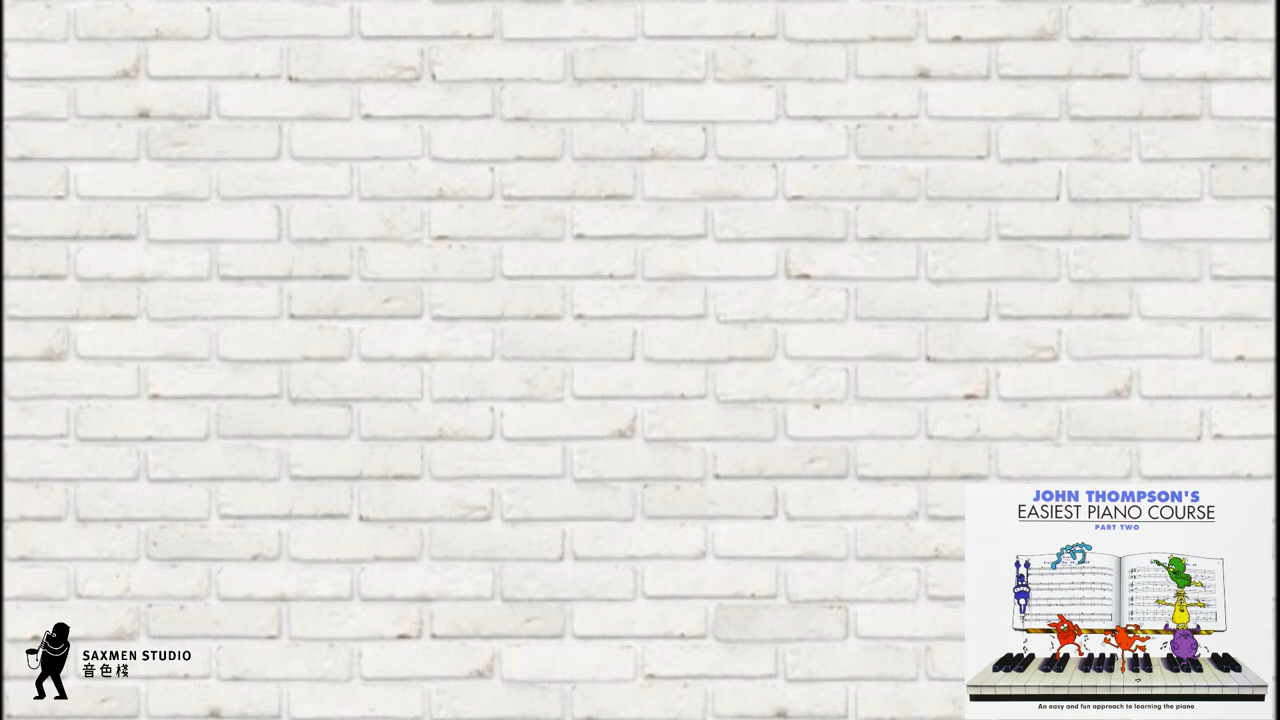 JOHN THOMPSON'S
EASIEST PIANO COURSE
PART TWO
An easy and fun approach to learning the piano
SAXMEN STUDIO
音色棧